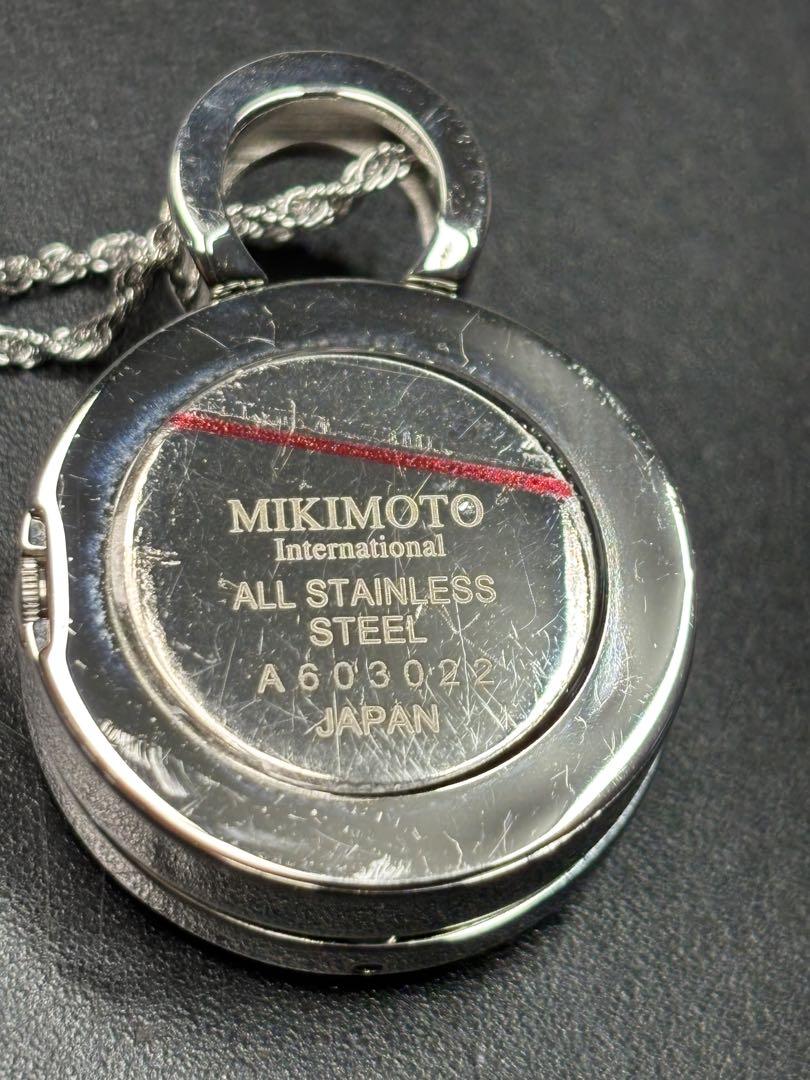 MIKIMOTO
International
ALL STAINLESS
STEEL
A603022
JAPAN